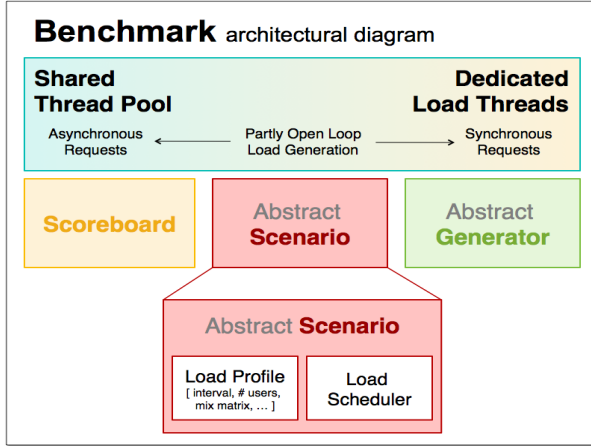 Benchmark architectural diagram
Shared
Thread Pool
Dedicated
Load Threads
Asynchronous
Requests
Partly Open Loop
Load Generation
Synchronous
Requests
Scoreboard
Abstract
Scenario
Abstract
Generator
Abstract Scenario
Load Profile
[ interval, # users,
mix matrix, ... ]
Load
Scheduler